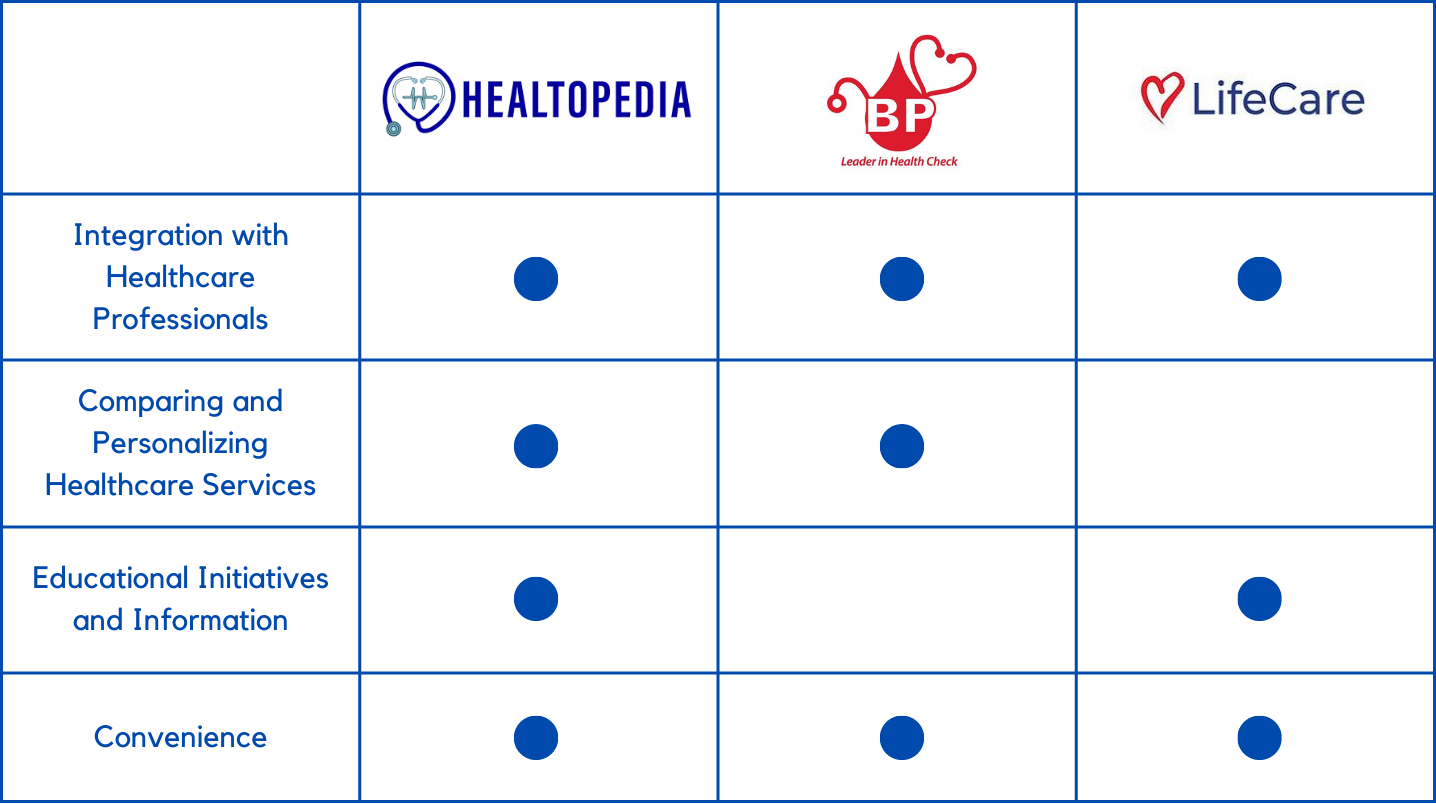 HEALTOPEDIA
BP
Leader in Health Check
LifeCare
Integration with
Healthcare
Professionals
Comparing and
Personalizing
Healthcare Services
Educational Initiatives
and Information
Convenience